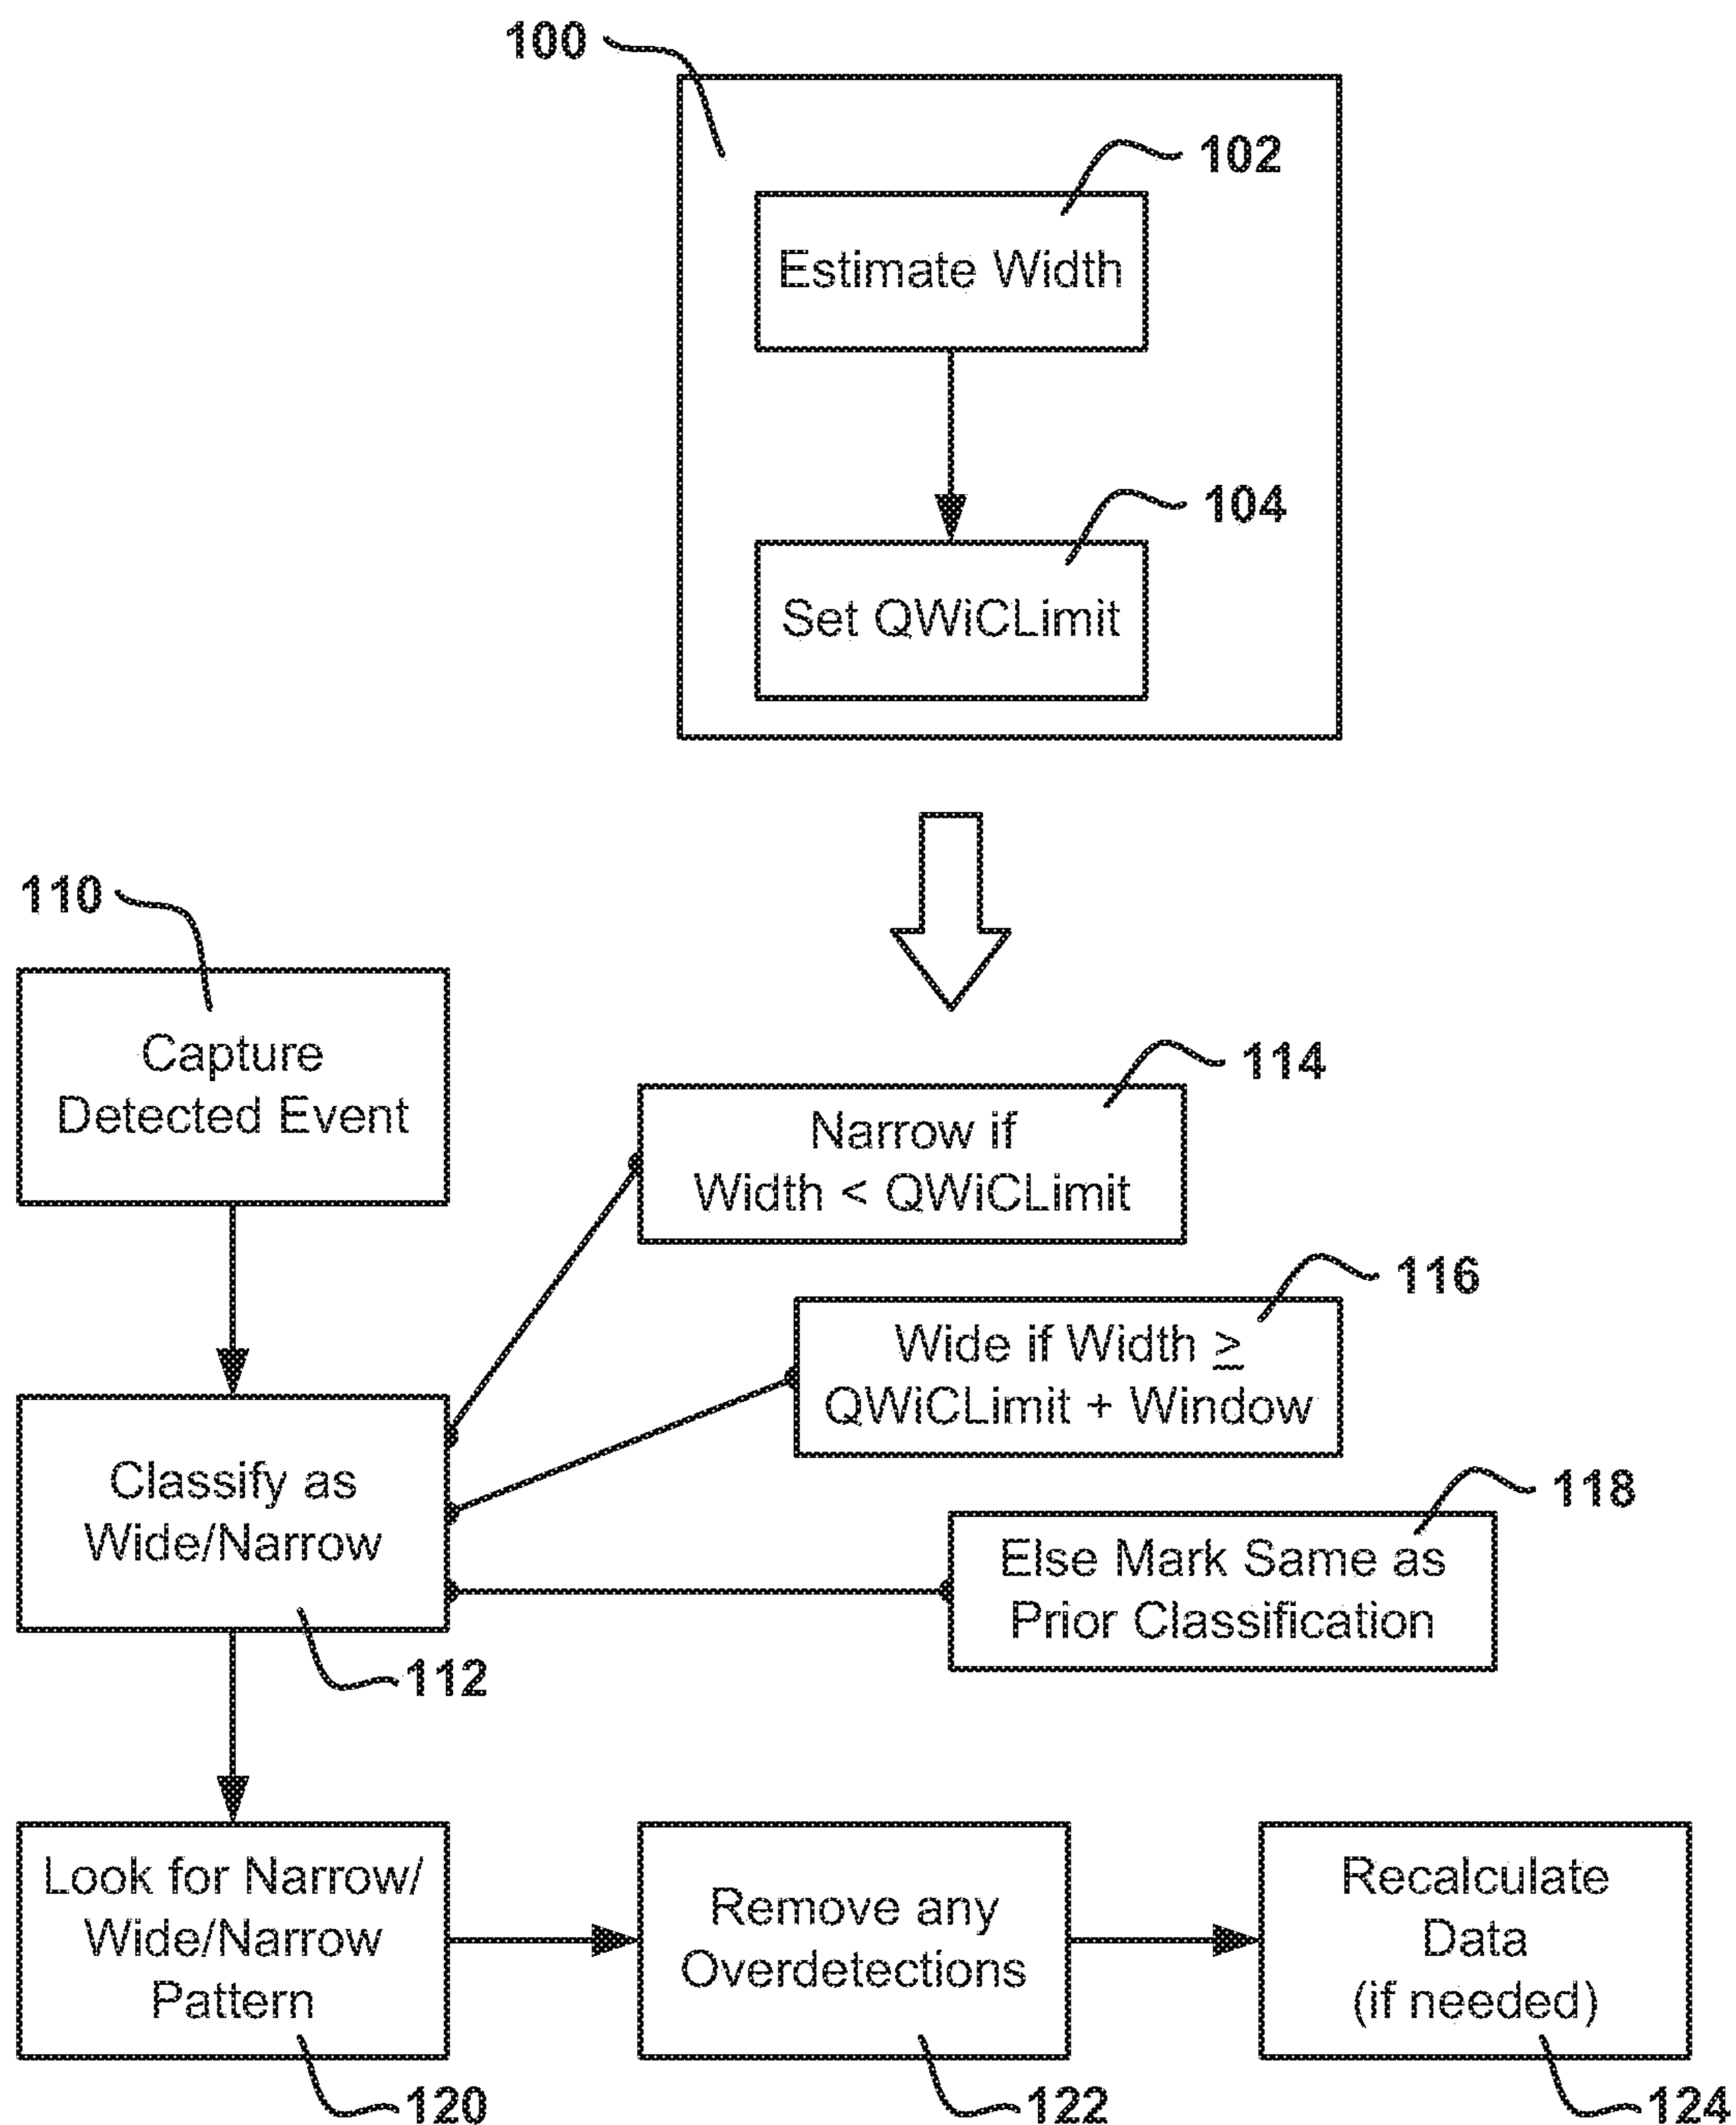 100
102
Estimate Width
104
Set QWiCLimit
110
Capture
Detected Event
114
Narrow if
Width < QWiCLimit
116
Wide if Width ≥
QWiCLimit + Window
118
Else Mark Same as
Prior Classification
Classify as
Wide/Narrow
112
Look for Narrow/
Wide/Narrow
Pattern
120
Remove any
Overdetections
122
Recalculate
Data
(if needed)
124